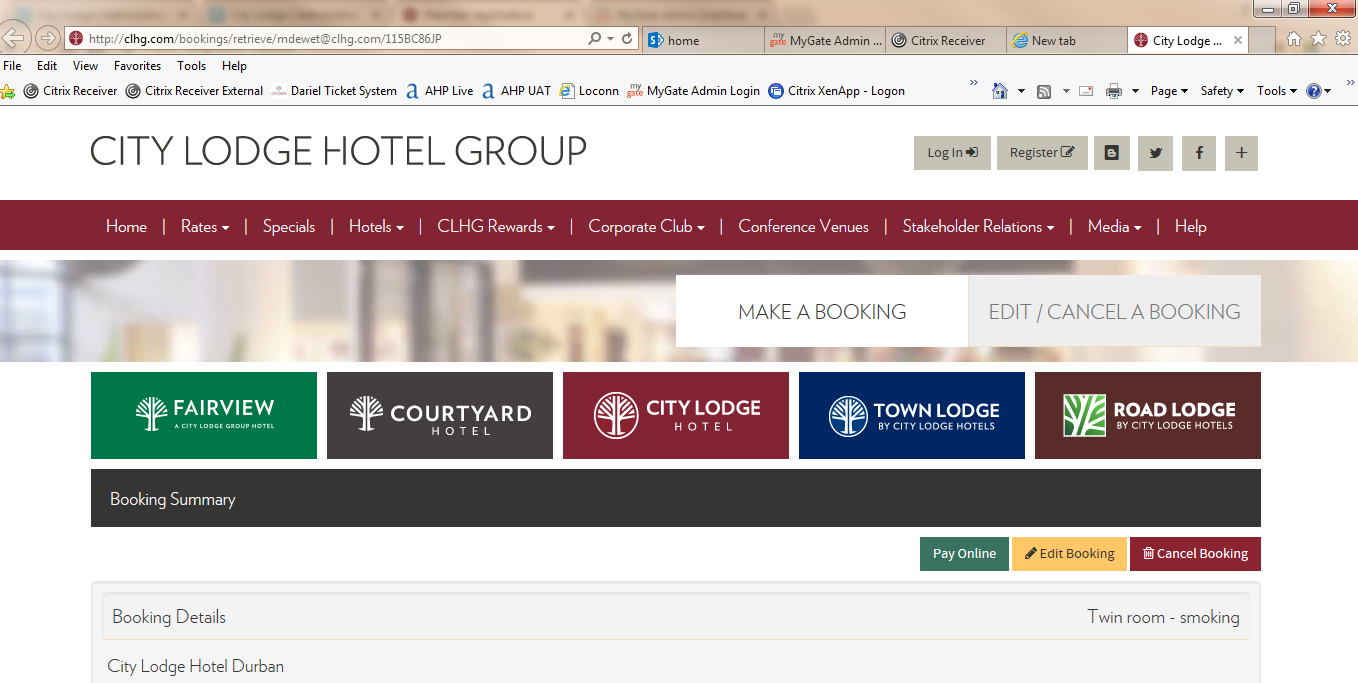 http://clhg.com/bookings/retrieve/mdewet@clhg.com/115BC86JP
home
MyGate Admin ...
Citrix Receiver
New tab
City Lodge ...
File Edit View Favorites Tools Help
Citrix Receiver Citrix Receiver External Dariel Ticket System AHP Live AHP UAT Loconn MyGate Admin Login Citrix XenApp - Logon
Page Safety Tools
CITY LODGE HOTEL GROUP
Log In Register
Home | Rates | Specials | Hotels | CLHG Rewards | Corporate Club | Conference Venues | Stakeholder Relations | Media | Help
MAKE A BOOKING
EDIT / CANCEL A BOOKING
FAIRVIEW
A CITY LODGE GROUP HOTEL
COURTYARD
HOTEL
CITY LODGE
HOTEL
TOWN LODGE
BY CITY LODGE HOTELS
ROAD LODGE
BY CITY LODGE HOTELS
Booking Summary
Pay Online Edit Booking Cancel Booking
Booking Details
Twin room - smoking
City Lodge Hotel Durban